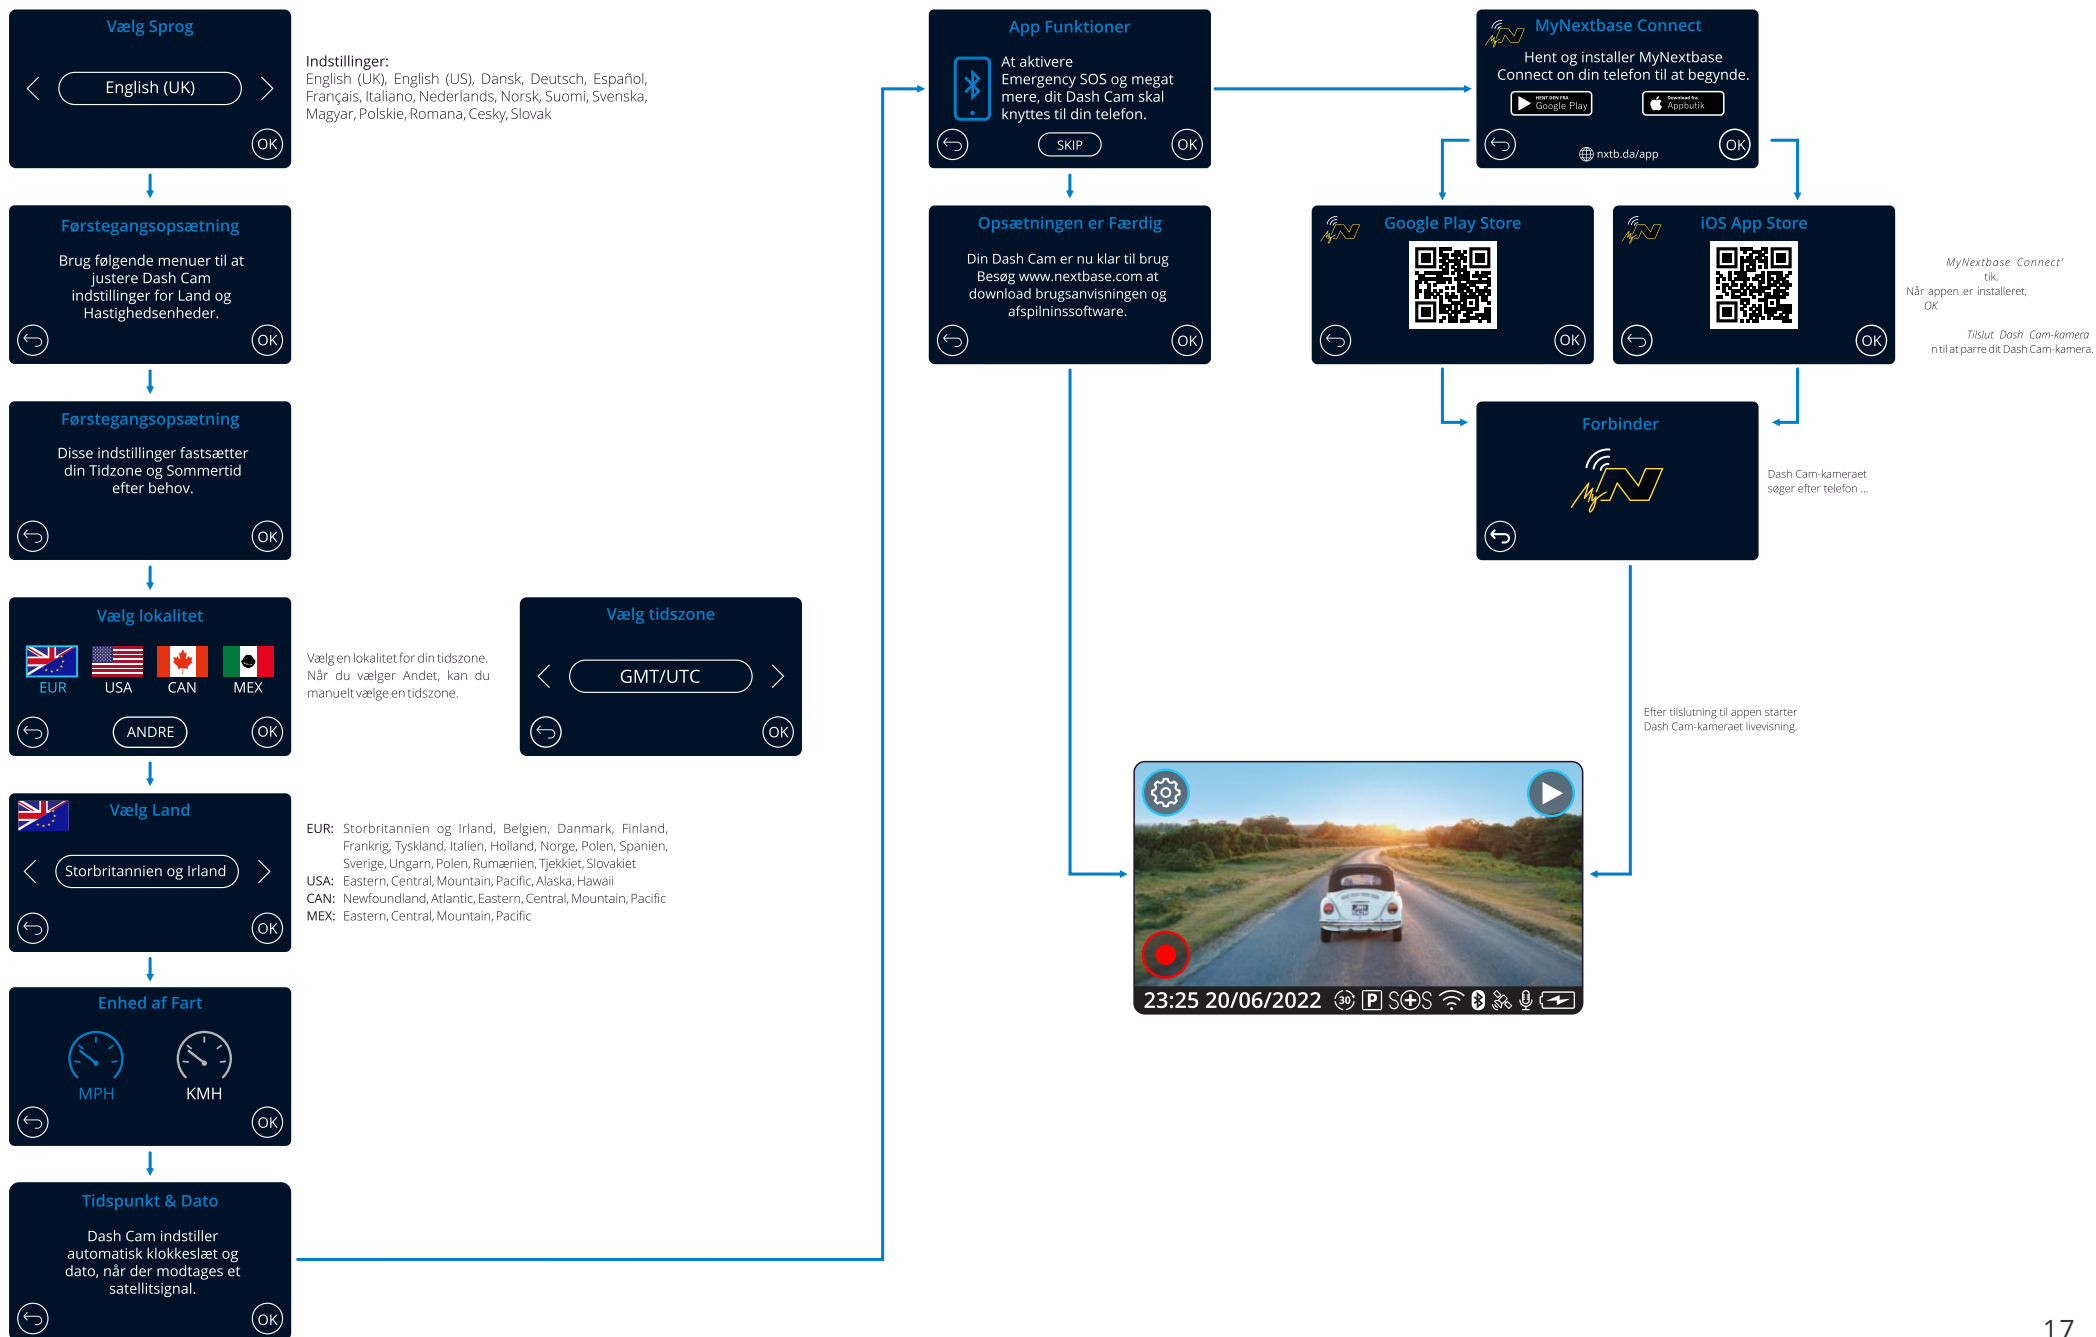 Vælg Sprog
English (UK)
OK
Indstillinger:
English (UK), English (US), Dansk, Deutsch, Español,
Français, Italiano, Nederlands, Norsk, Suomi, Svenska,
Magyar, Polskie, Romana, Cesky, Slovak
Førstegangsopsætning
Brug følgende menuer til at
justere Dash Cam
indstillinger for Land og
Hastighedsenheder.
OK
Førstegangsopsætning
Disse indstillinger fastsætter
din Tidzone og Sommertid
efter behov.
OK
Vælg lokalitet
EUR USA CAN MEX
ANDRE
OK
Vælg en lokalitet for din tidszone.
Når du vælger Andet, kan du
manuelt vælge en tidszone.
Vælg tidszone
GMT/UTC
OK
Vælg Land
Storbritannien og Irland
OK
EUR: Storbritannien og Irland, Belgien, Danmark, Finland,
Frankrig, Tyskland, Italien, Holland, Norge, Polen, Spanien,
Sverige, Ungarn, Polen, Rumænien, Tjekkiet, Slovakiet
USA: Eastern, Central, Mountain, Pacific, Alaska, Hawaii
CAN: Newfoundland, Atlantic, Eastern, Central, Mountain, Pacific
MEX: Eastern, Central, Mountain, Pacific
Enhed af Fart
MPH KMH
OK
Tidspunkt & Dato
Dash Cam indstiller
automatisk klokkeslæt og
dato, når der modtages et
satellitsignal.
OK
App Funktioner
At aktivere
Emergency SOS og megat
mere, dit Dash Cam skal
knyttes til din telefon.
SKIP
OK
Opsætningen er Færdig
Din Dash Cam er nu klar til brug
Besøg www.nextbase.com at
download brugsanvisningen og
afspilninssoftware.
OK
My N
MyNextbase Connect
Hent og installer MyNextbase
Connect on din telefon til at begynde.
HENT DEN FRA
Google Play
Download fra
Appbutik
nxtb.da/app
OK
My N
Google Play Store
OK
My N
iOS App Store
OK
MyNextbase Connect’
tik.
Når appen er installeret,
OK
Tilslut Dash Cam-kamera
n til at parre dit Dash Cam-kamera.
Forbinder
My N
Dash Cam-kameraet
søger efter telefon ...
Efter tilslutning til appen starter
Dash Cam-kameraet livevisning.
23:25 20/06/2022 30 P SOS
17